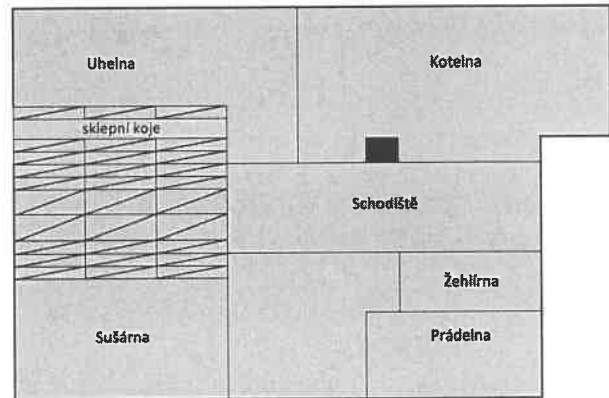 Uhelna
Kotelna
sklepní koje
Schodiště
Žehlírna
Sušárna
Prádelna